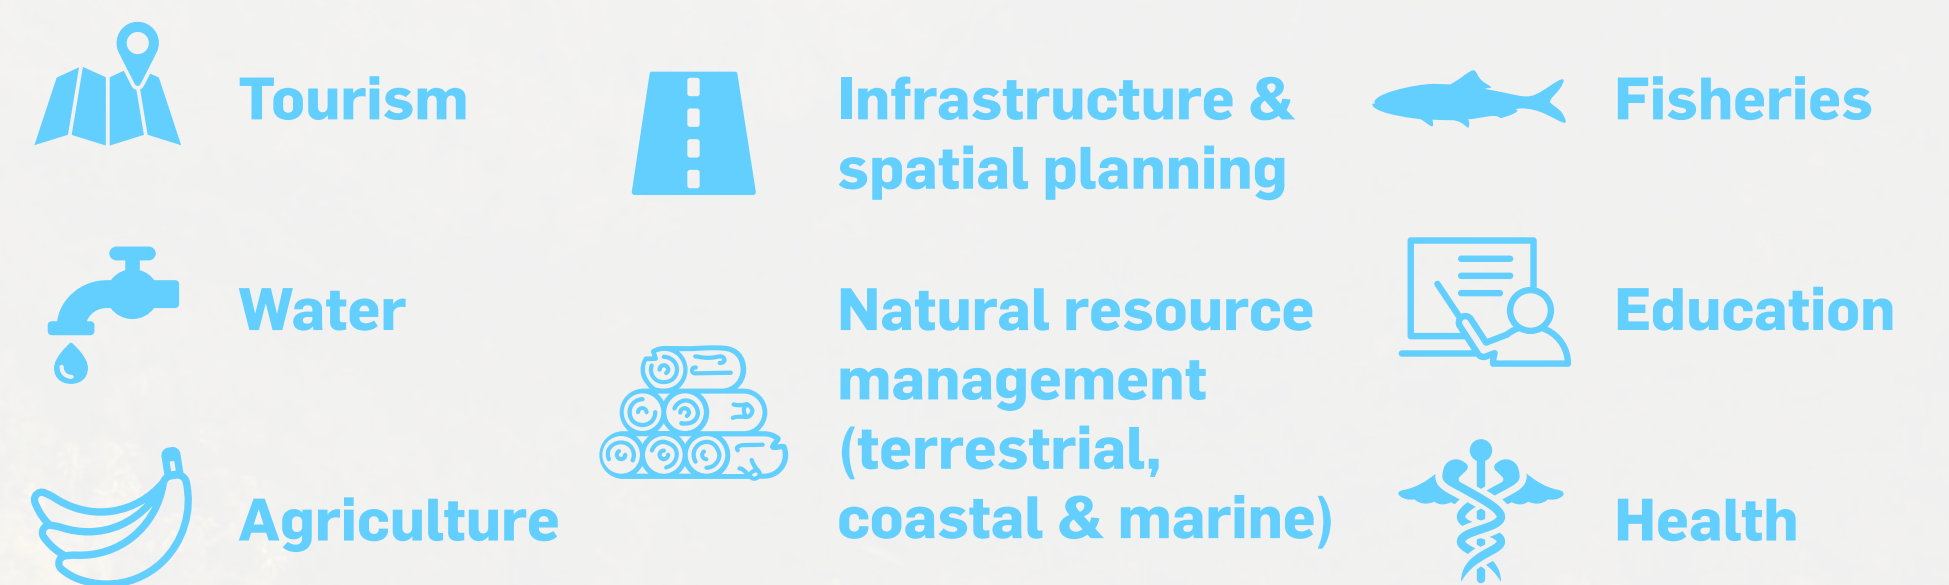 Tourism
Water
Agriculture
Infrastructure &
spatial planning
Natural resource
management
(terrestrial,
coastal & marine)
Fisheries
Education
Health